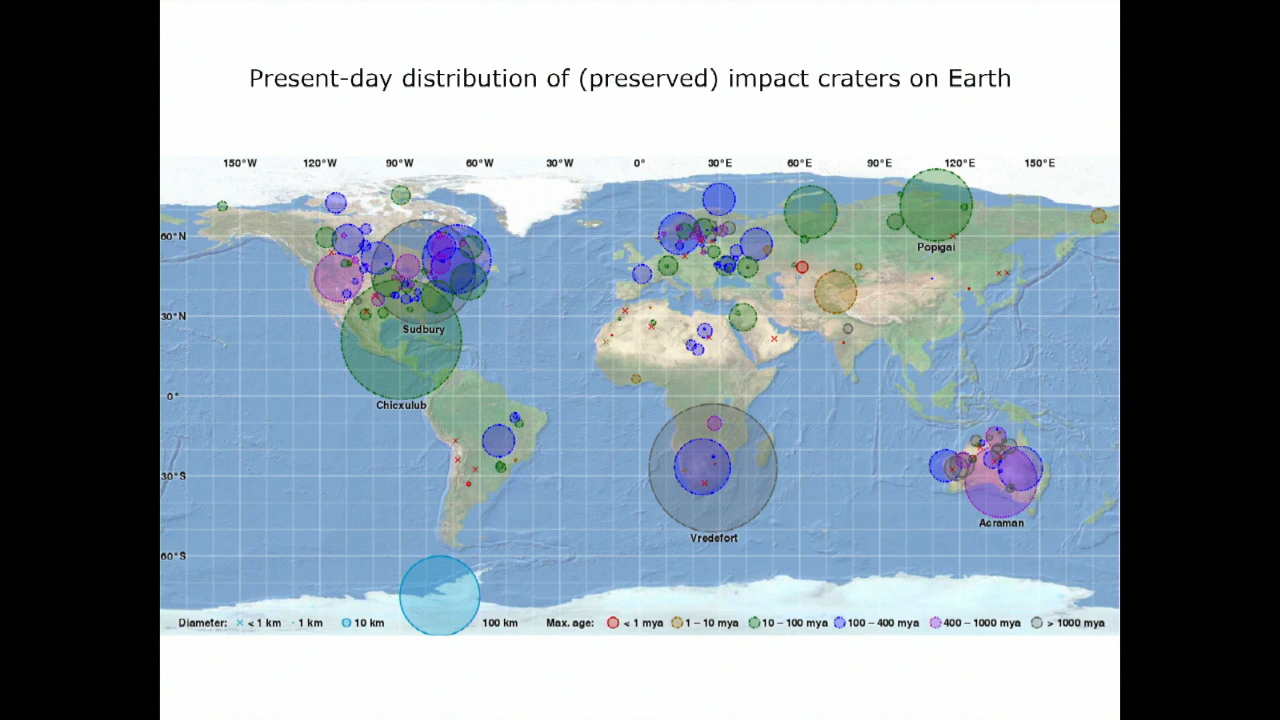 Present-day distribution of (preserved) impact craters on Earth
150°W 120°W 90°W 60°W 30°W 0° 30°E 60°E 90°E 120°E 150°E
60°N
Popigai
30°N
Sudbury
0°
Chicxulub
30°S
Acraman
Vredefort
60°S
Diameter: < 1 km 1 km 10 km 100 km Max. age: < 1 mya 1 – 10 mya 10 – 100 mya 100 – 400 mya 400 – 1000 mya > 1000 mya